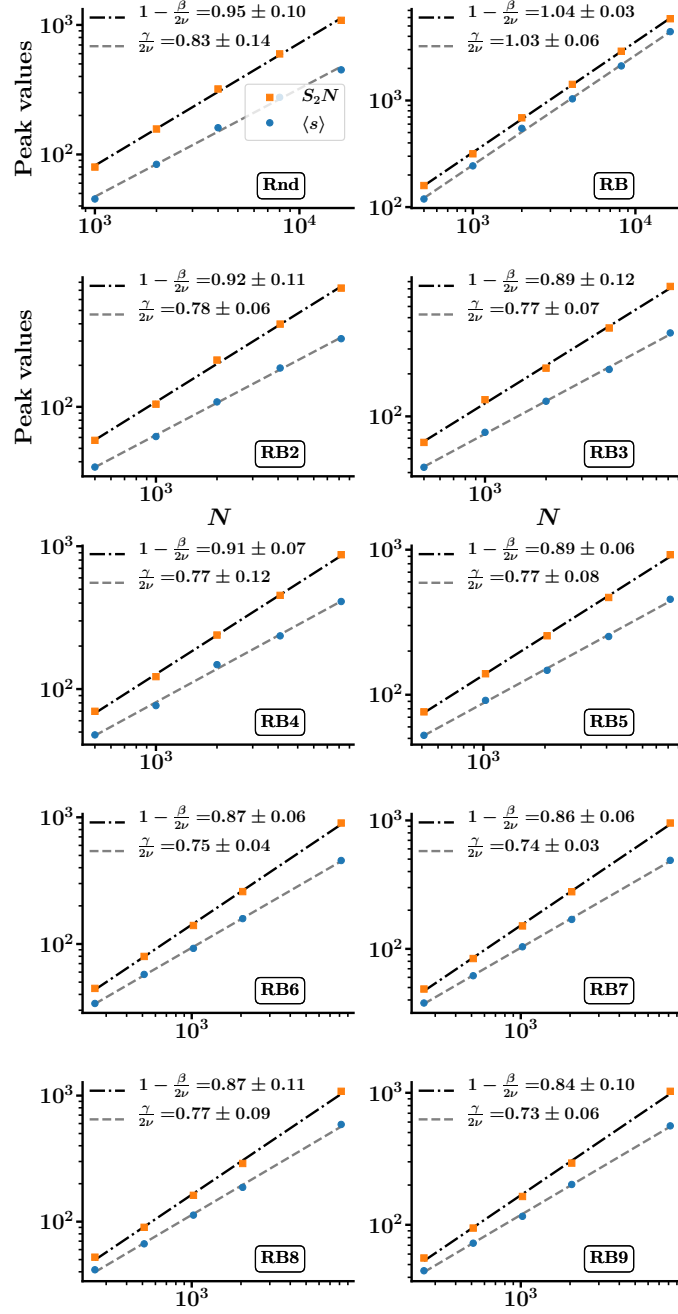 1 − β/2ν =0.95 ± 0.10
γ/2ν =0.83 ± 0.14
S₂N
⟨s⟩
Rnd
Peak values
10³
10²
10³ 10⁴
1 − β/2ν =1.04 ± 0.03
γ/2ν =1.03 ± 0.06
RB
10³
10²
10³ 10⁴
1 − β/2ν =0.92 ± 0.11
γ/2ν =0.78 ± 0.06
RB2
Peak values
10²
10³
N
1 − β/2ν =0.89 ± 0.12
γ/2ν =0.77 ± 0.07
RB3
10²
10³
N
1 − β/2ν =0.91 ± 0.07
γ/2ν =0.77 ± 0.12
RB4
10³
10²
10³
1 − β/2ν =0.89 ± 0.06
γ/2ν =0.77 ± 0.08
RB5
10³
10²
10³
1 − β/2ν =0.87 ± 0.06
γ/2ν =0.75 ± 0.04
RB6
10³
10²
10³
1 − β/2ν =0.86 ± 0.06
γ/2ν =0.74 ± 0.03
RB7
10³
10²
10³
1 − β/2ν =0.87 ± 0.11
γ/2ν =0.77 ± 0.09
RB8
10³
10²
10³
1 − β/2ν =0.84 ± 0.10
γ/2ν =0.73 ± 0.06
RB9
10³
10²
10³